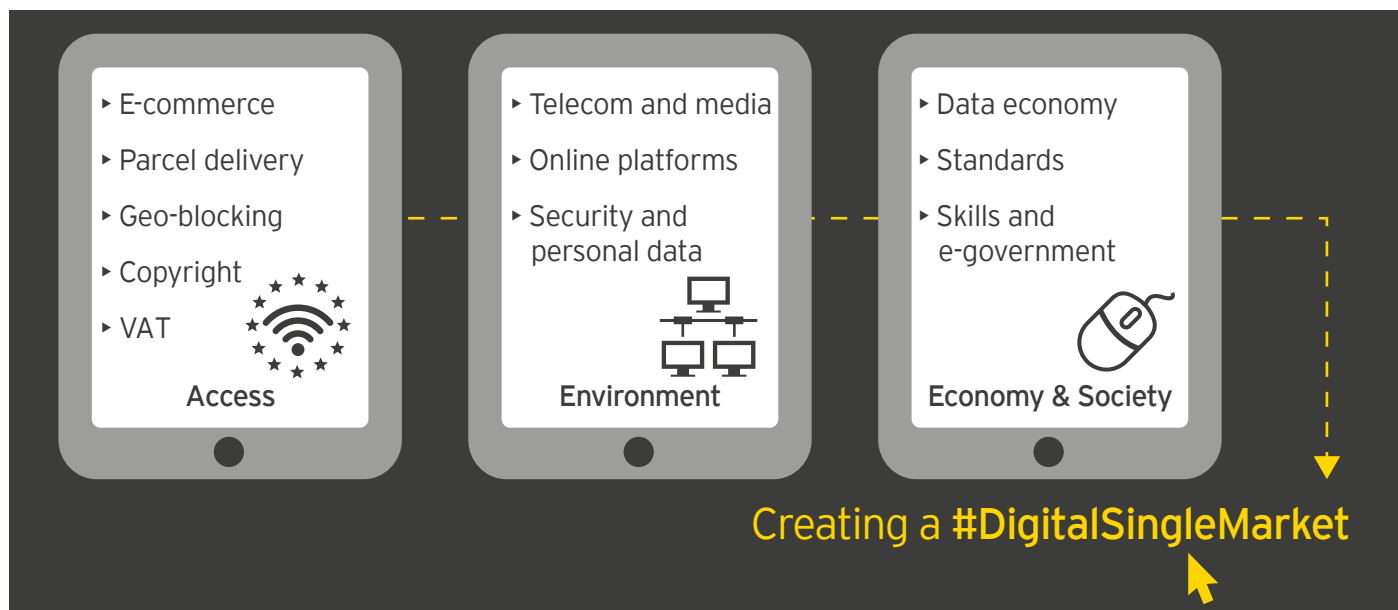 ▸ E-commerce
▸ Parcel delivery
▸ Geo-blocking
▸ Copyright
▸ VAT
Access
▸ Telecom and media
▸ Online platforms
▸ Security and
personal data
Environment
▸ Data economy
▸ Standards
▸ Skills and
e-government
Economy & Society
Creating a #DigitalSingleMarket